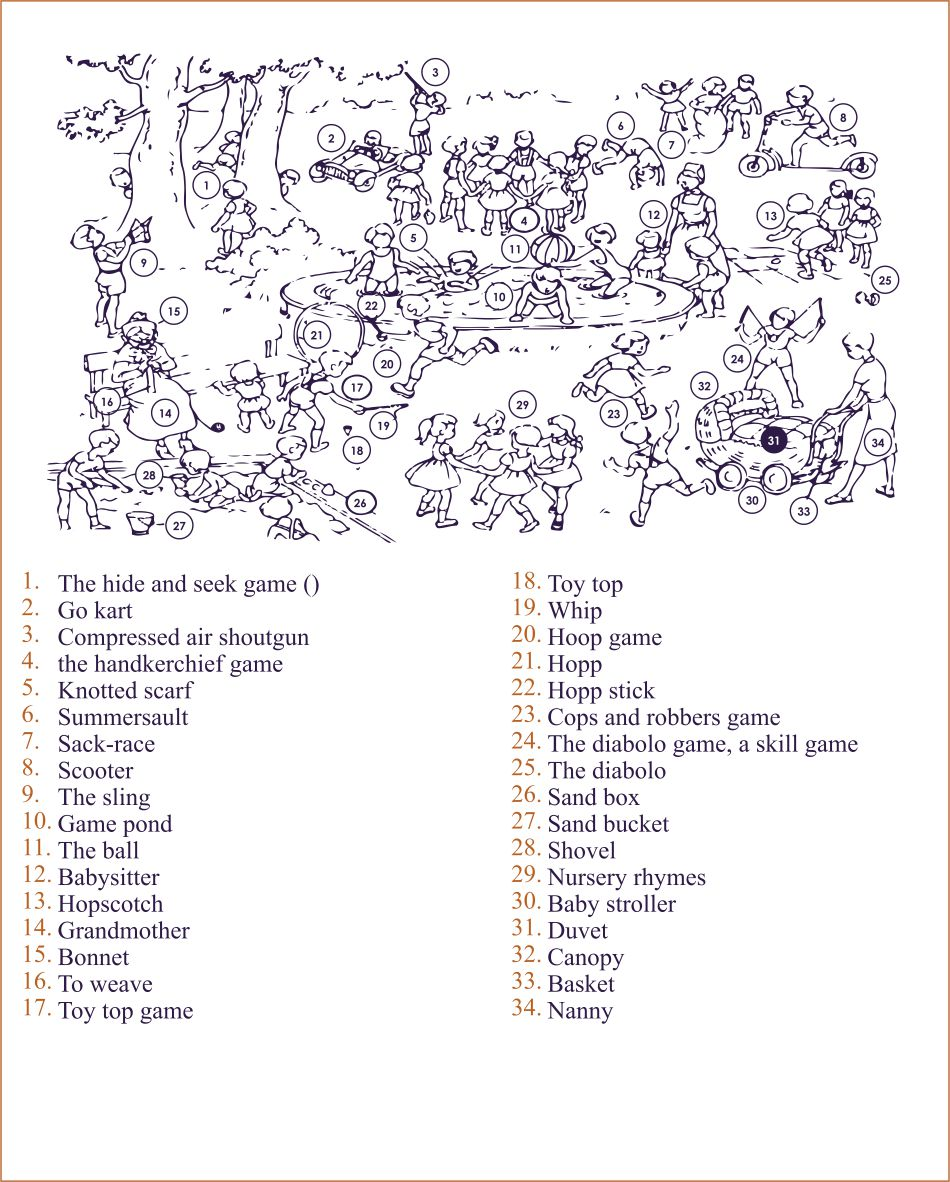 3
2
8
6
7
1
4
12
13
5
11
9
25
10
22
15
21
24
20
32
17
16
29
14
23
19
31
34
18
28
26
30
33
27
1. The hide and seek game ()
2. Go kart
3. Compressed air shoutgun
4. the handkerchief game
5. Knotted scarf
6. Summersault
7. Sack-race
8. Scooter
9. The sling
10. Game pond
11. The ball
12. Babysitter
13. Hopscotch
14. Grandmother
15. Bonnet
16. To weave
17. Toy top game
18. Toy top
19. Whip
20. Hoop game
21. Hopp
22. Hopp stick
23. Cops and robbers game
24. The diabolo game, a skill game
25. The diabolo
26. Sand box
27. Sand bucket
28. Shovel
29. Nursery rhymes
30. Baby stroller
31. Duvet
32. Canopy
33. Basket
34. Nanny